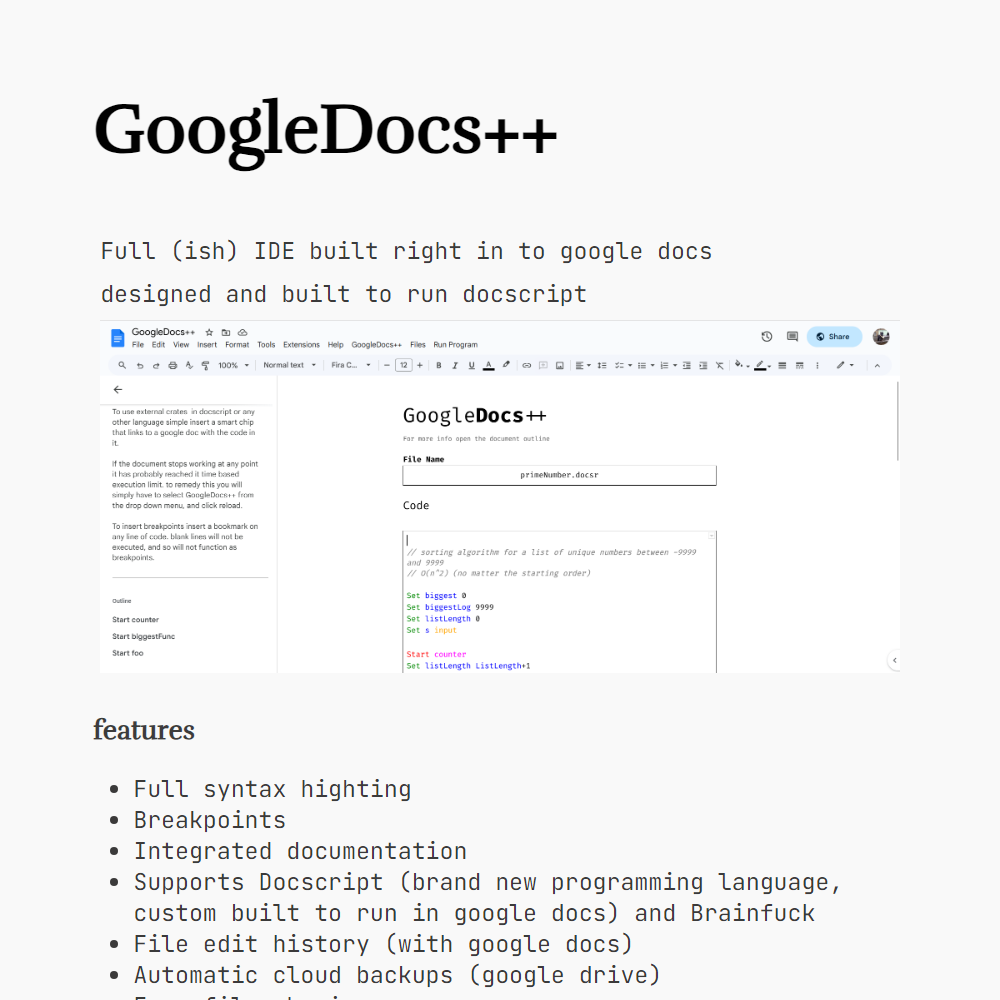 GoogleDocs++
Full (ish) IDE built right in to google docs
designed and built to run docscript
GoogleDocs++
File Edit View Insert Format Tools Extensions Help GoogleDocs++ Files Run Program
Share
100% Normal text Fira C... 12 B I U A
To use external crates in docscript or any
other language simple insert a smart chip
that links to a google doc with the code in
it.
If the document stops working at any point
it has probably reached it time based
execution limit, to remedy this you will
simply have to select GoogleDocs++ from
the drop down menu, and click reload.
To insert breakpoints insert a bookmark on
any line of code. blank lines will not be
executed, and so will not function as
breakpoints.
Outline
Start counter
Start biggestFunc
Start foo
GoogleDocs++
For more info open the document outline
File Name
primeNumber.docsr
Code
// sorting algorithm for a list of unique numbers between -9999
and 9999
// O(n^2) (no matter the starting order)
Set biggest 0
Set biggestLog 9999
Set listLength 0
Set s input
Start counter
Set listLength ListLength+1
features
• Full syntax highting
• Breakpoints
• Integrated documentation
• Supports Docscript (brand new programming language,
custom built to run in google docs) and Brainfuck
• File edit history (with google docs)
• Automatic cloud backups (google drive)